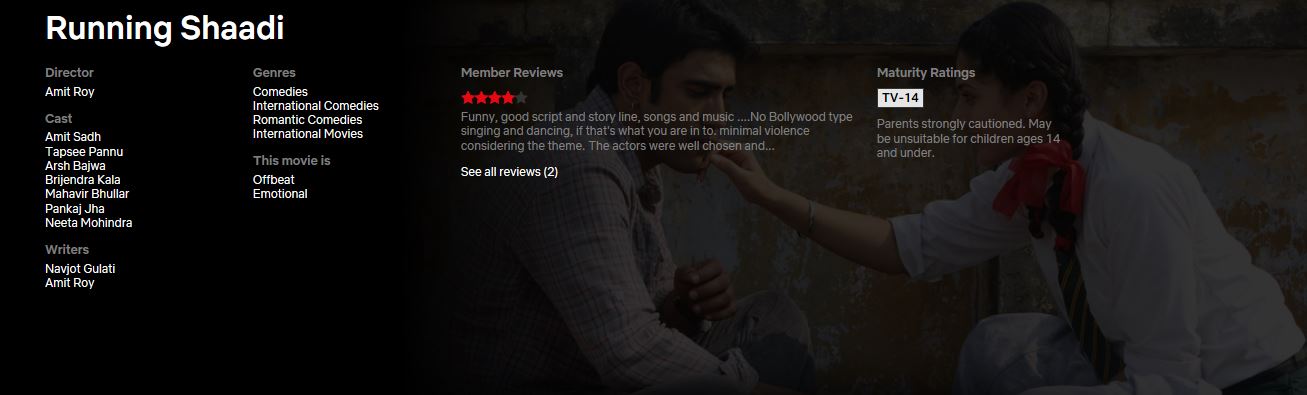 Running Shaadi
Director
Amit Roy
Cast
Amit Sadh
Tapsee Pannu
Arsh Bajwa
Brijendra Kala
Mahavir Bhullar
Pankaj Jha
Neeta Mohindra
Writers
Navjot Gulati
Amit Roy
Genres
Comedies
International Comedies
Romantic Comedies
International Movies
This movie is
Offbeat
Emotional
Member Reviews
Funny, good script and story line, songs and music ....No Bollywood type
singing and dancing, if that's what you are in to. minimal violence
considering the theme. The actors were well chosen and...
See all reviews (2)
Maturity Ratings
TV-14
Parents strongly cautioned. May
be unsuitable for children ages 14
and under.